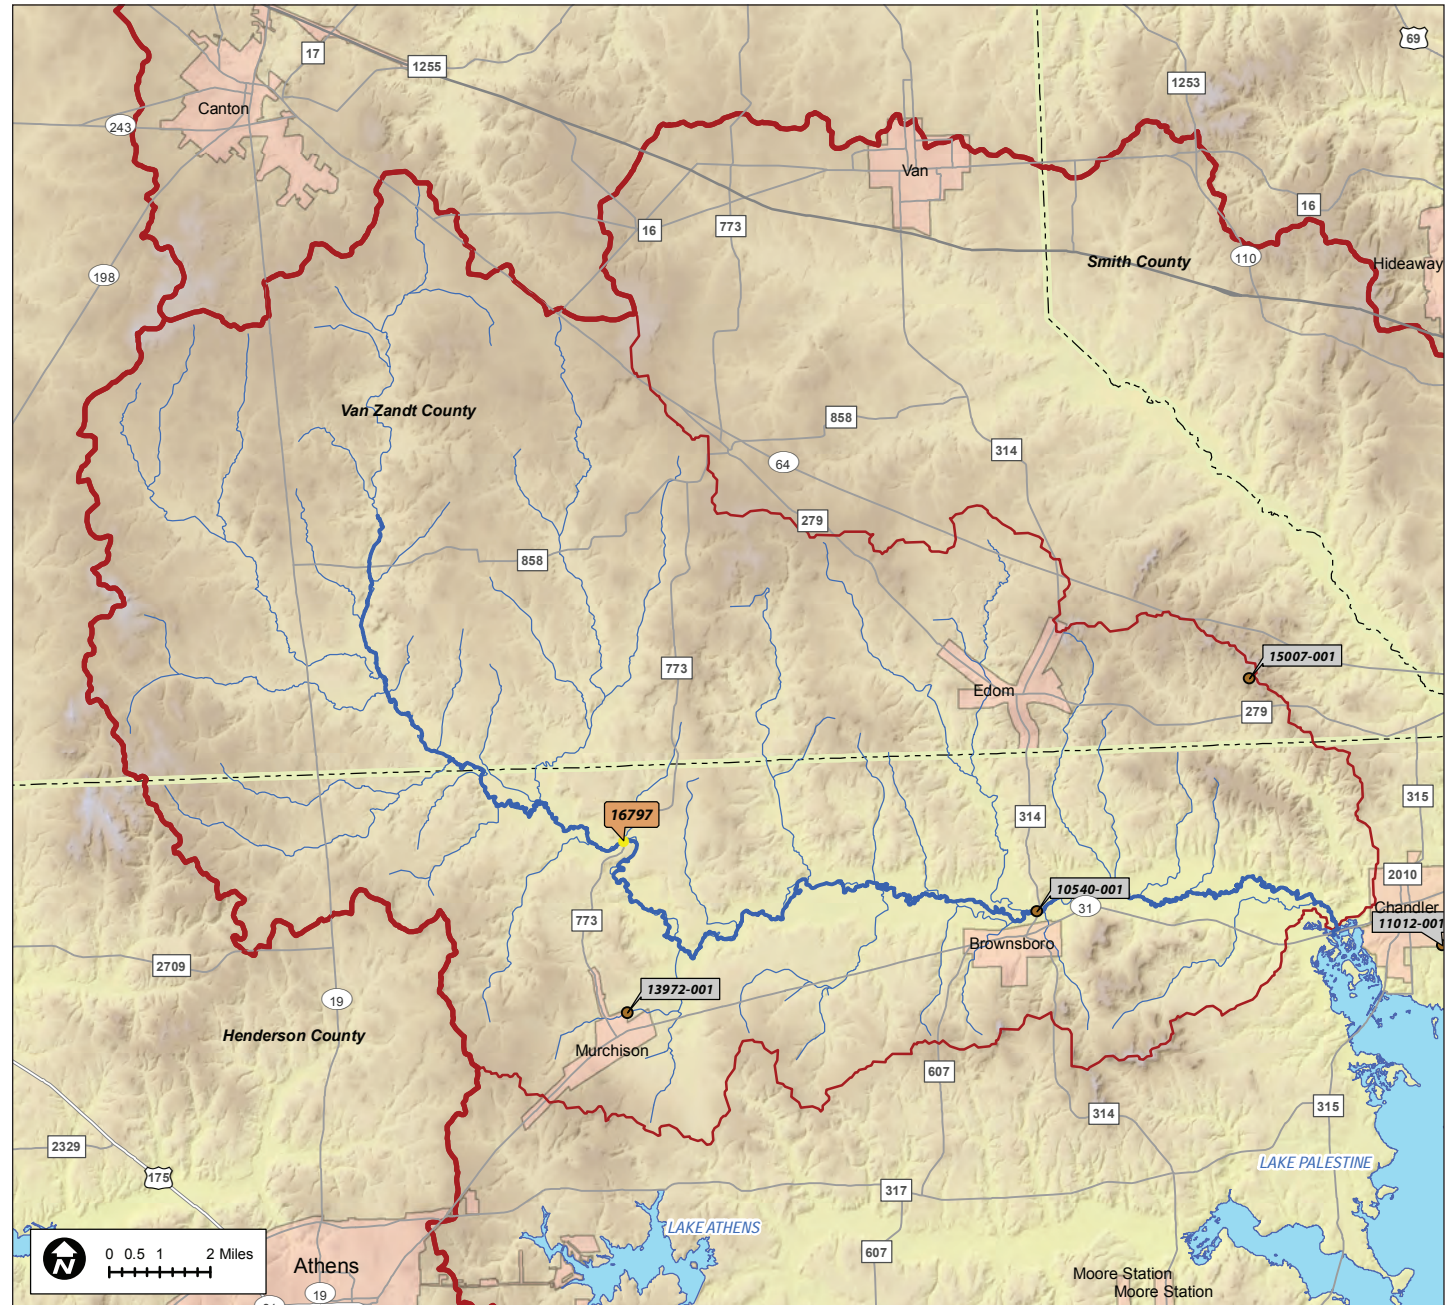 69
17
1255
1253
Canton
243
Van
16
16
773
110
Smith County
Hideaway
198
Van Zandt County
858
314
64
279
858
15007-001
773
Edom
279
315
16797
314
2010
10540-001
31
Chandler
773
11012-001
Brownsboro
2709
13972-001
19
Henderson County
Murchison
607
315
314
2329
LAKE PALESTINE
175
317
LAKE ATHENS
607
0 0.5 1 2 Miles
N
Athens
Moore Station
19
Moore Station